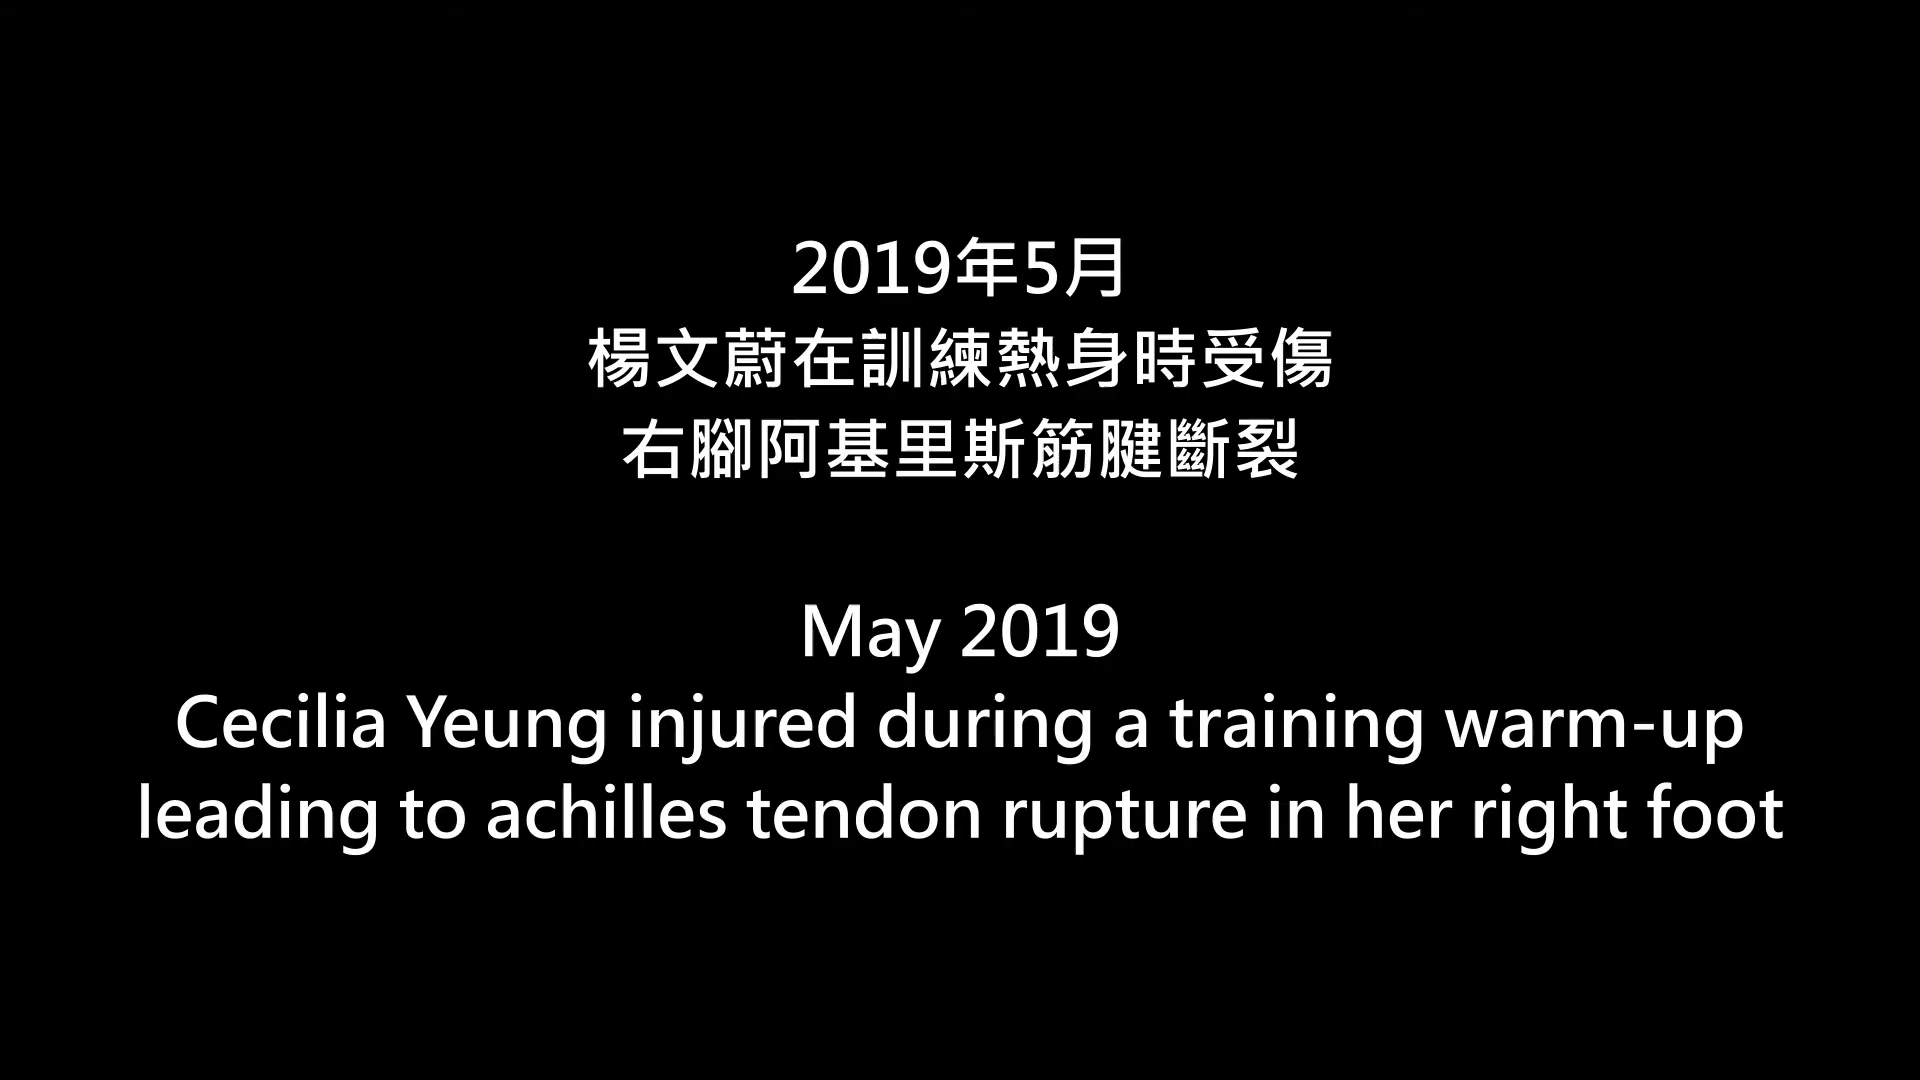 2019年5月
楊文蔚在訓練熱身時受傷
右腳阿基里斯筋腱斷裂
May 2019
Cecilia Yeung injured during a training warm-up
leading to achilles tendon rupture in her right foot